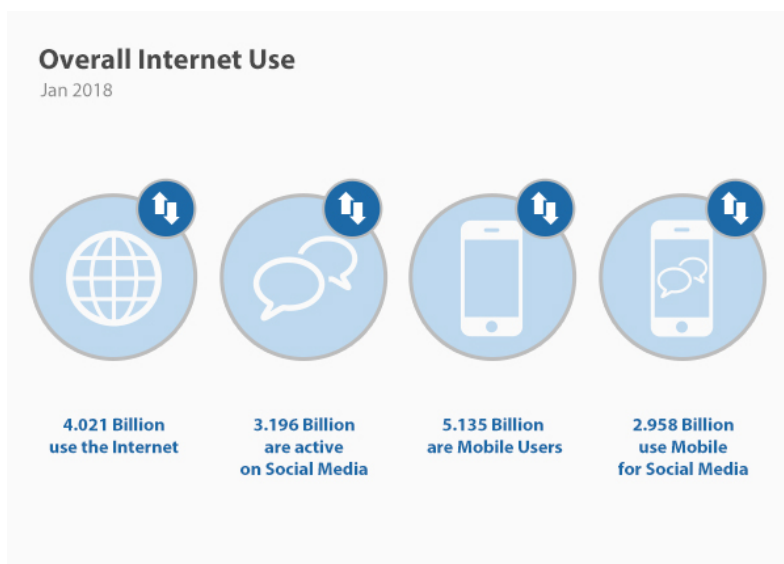 Overall Internet Use
Jan 2018
4.021 Billion
use the Internet
3.196 Billion
are active
on Social Media
5.135 Billion
are Mobile Users
2.958 Billion
use Mobile
for Social Media